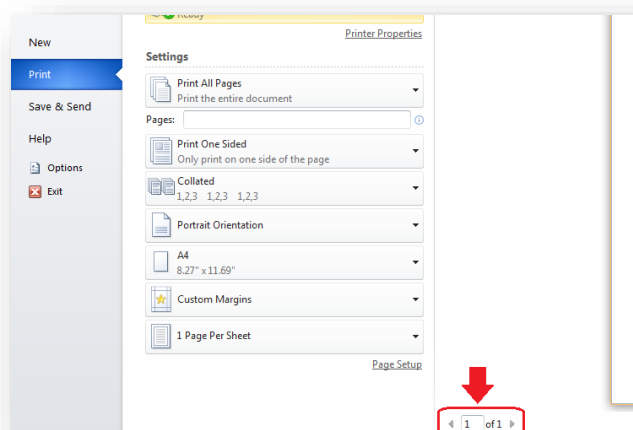 Ready
Printer Properties
Settings
Print All Pages
Print the entire document
Pages:
Print One Sided
Only print on one side of the page
Collated
1,2,3 1,2,3 1,2,3
Portrait Orientation
A4
8.27" x 11.69"
Custom Margins
1 Page Per Sheet
Page Setup
New
Print
Save & Send
Help
Options
Exit
1 of 1